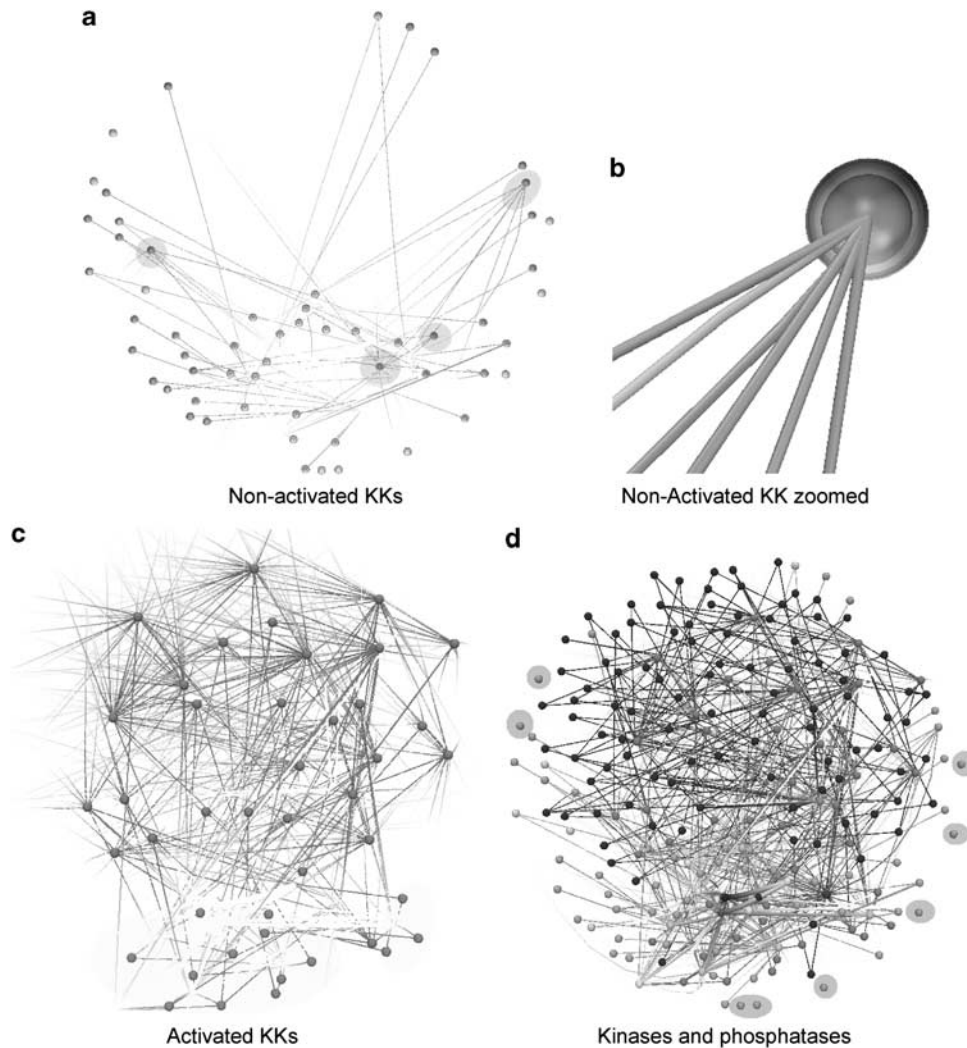 a
b
Non-activated KKs
Non-Activated KK zoomed
c
d
Activated KKs
Kinases and phosphatases